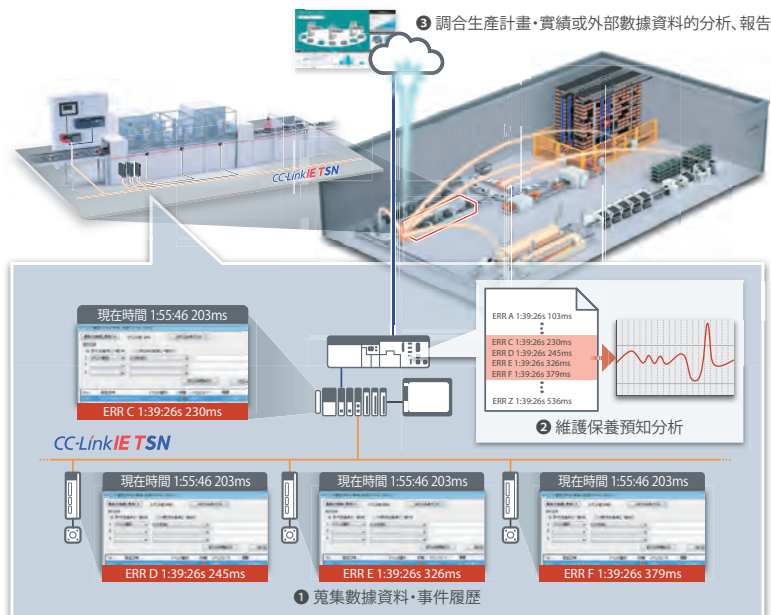 ❸ 調合生產計畫・實績或外部數據資料的分析、報告
CC-Link IE TSN
現在時間 1:55:46 203ms
ERR C 1:39:26s 230ms
ERR A 1:39:26s 103ms
ERR C 1:39:26s 230ms
ERR D 1:39:26s 245ms
ERR E 1:39:26s 326ms
ERR F 1:39:26s 379ms
ERR Z 1:39:26s 536ms
❷ 維護保養預知分析
CC-Link IE TSN
現在時間 1:55:46 203ms
ERR D 1:39:26s 245ms
現在時間 1:55:46 203ms
ERR E 1:39:26s 326ms
現在時間 1:55:46 203ms
ERR F 1:39:26s 379ms
❶ 蒐集數據資料・事件履歷